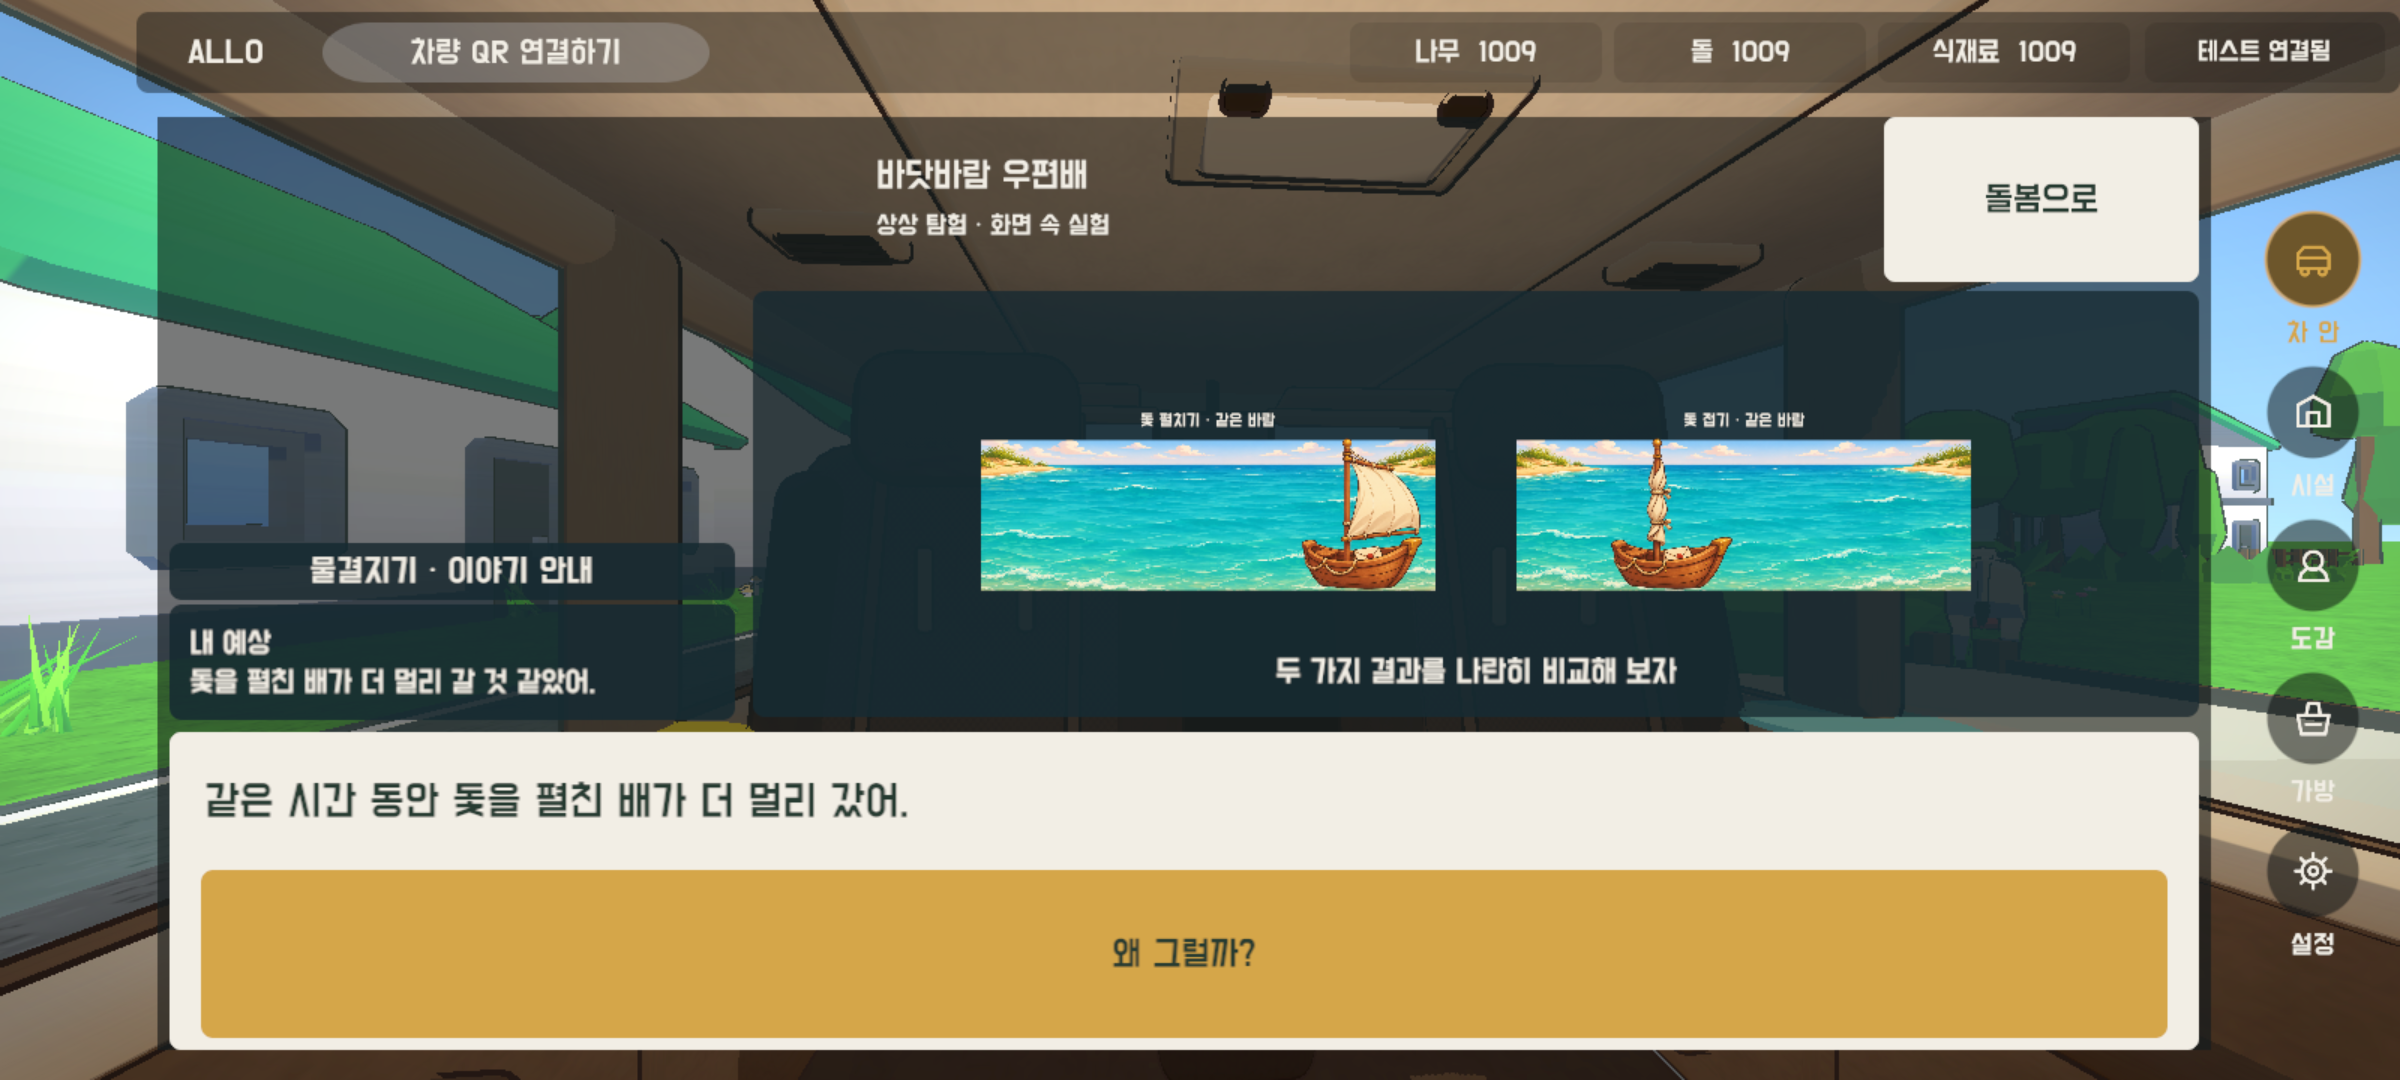 ALLO
차량 QR 연결하기
나무 1009
돌 1009
식재료 1009
테스트 연결됨
바닷바람 우편배
상상 탐험 · 화면 속 실험
돌봄으로
차 안
시설
도감
가방
설정
돛 펼치기 · 같은 바람
돛 접기 · 같은 바람
두 가지 결과를 나란히 비교해 보자
물결지기 · 이야기 안내
내 예상
돛을 펼친 배가 더 멀리 갈 것 같았어.
같은 시간 동안 돛을 펼친 배가 더 멀리 갔어.
왜 그럴까?